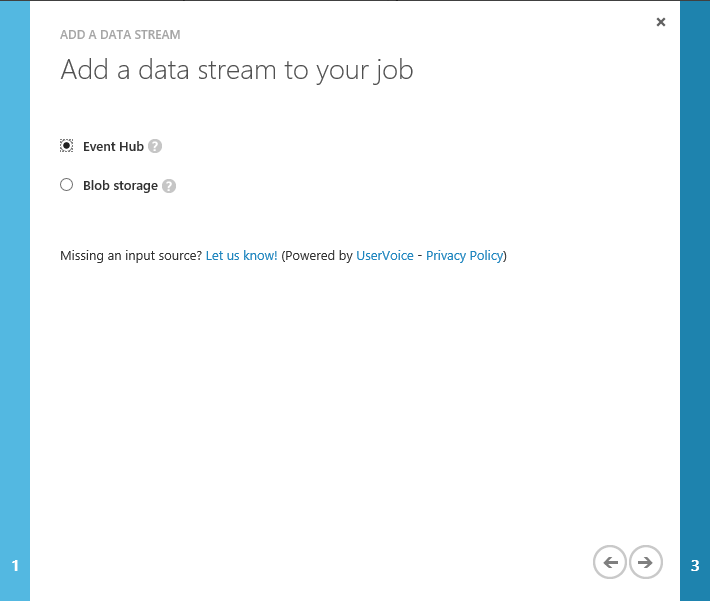 ADD A DATA STREAM
Add a data stream to your job
Event Hub ?
Blob storage ?
Missing an input source? Let us know! (Powered by UserVoice - Privacy Policy)
1
3